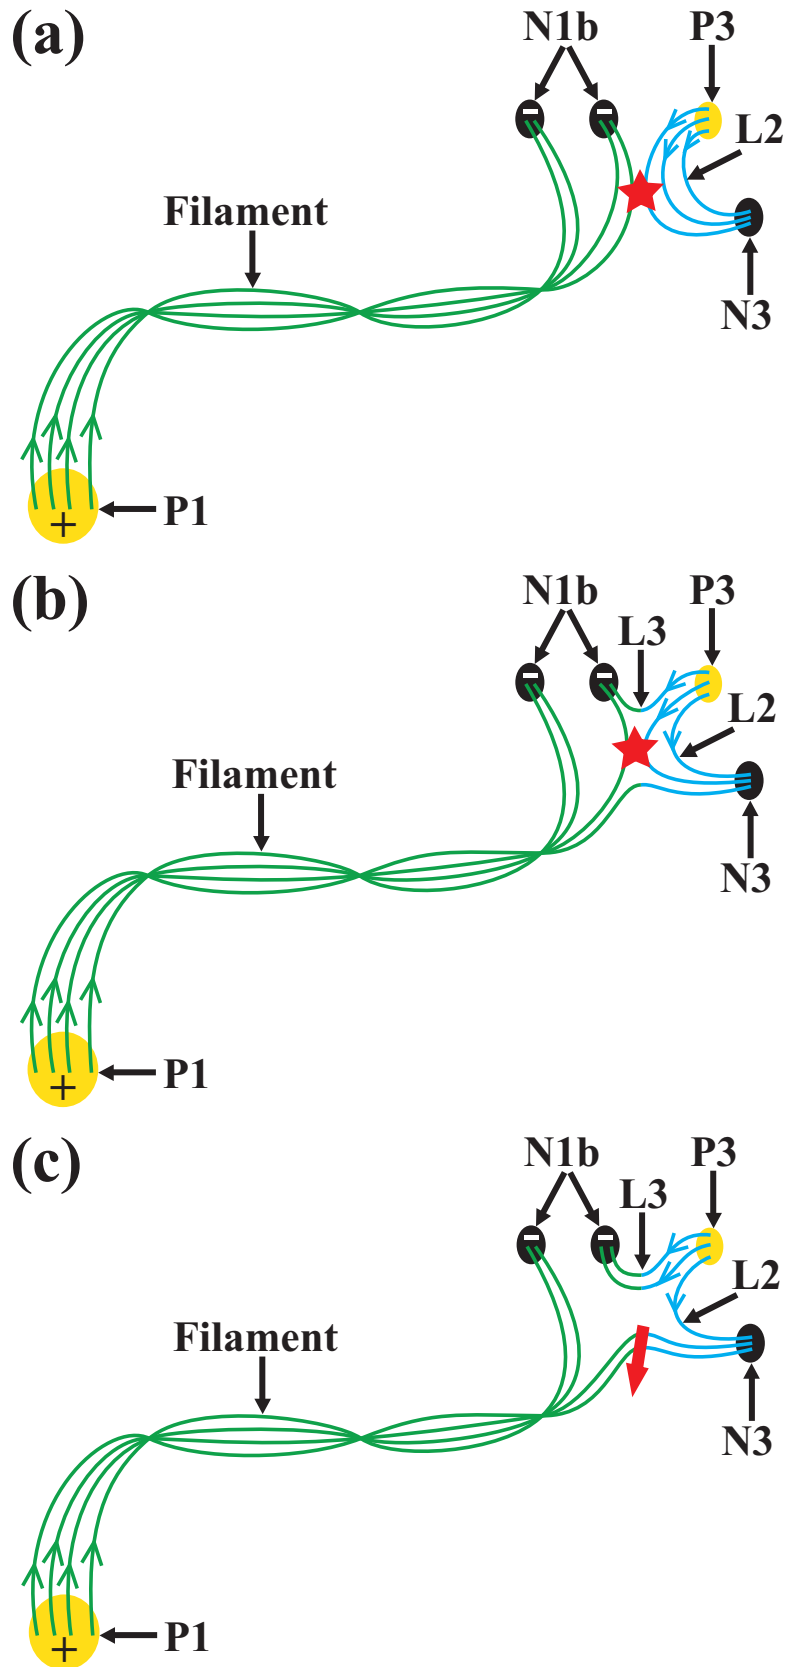 (a)
N1b
P3
L2
Filament
N3
+
P1
(b)
N1b
P3
L3
L2
Filament
N3
+
P1
(c)
N1b
P3
L3
L2
Filament
N3
+
P1